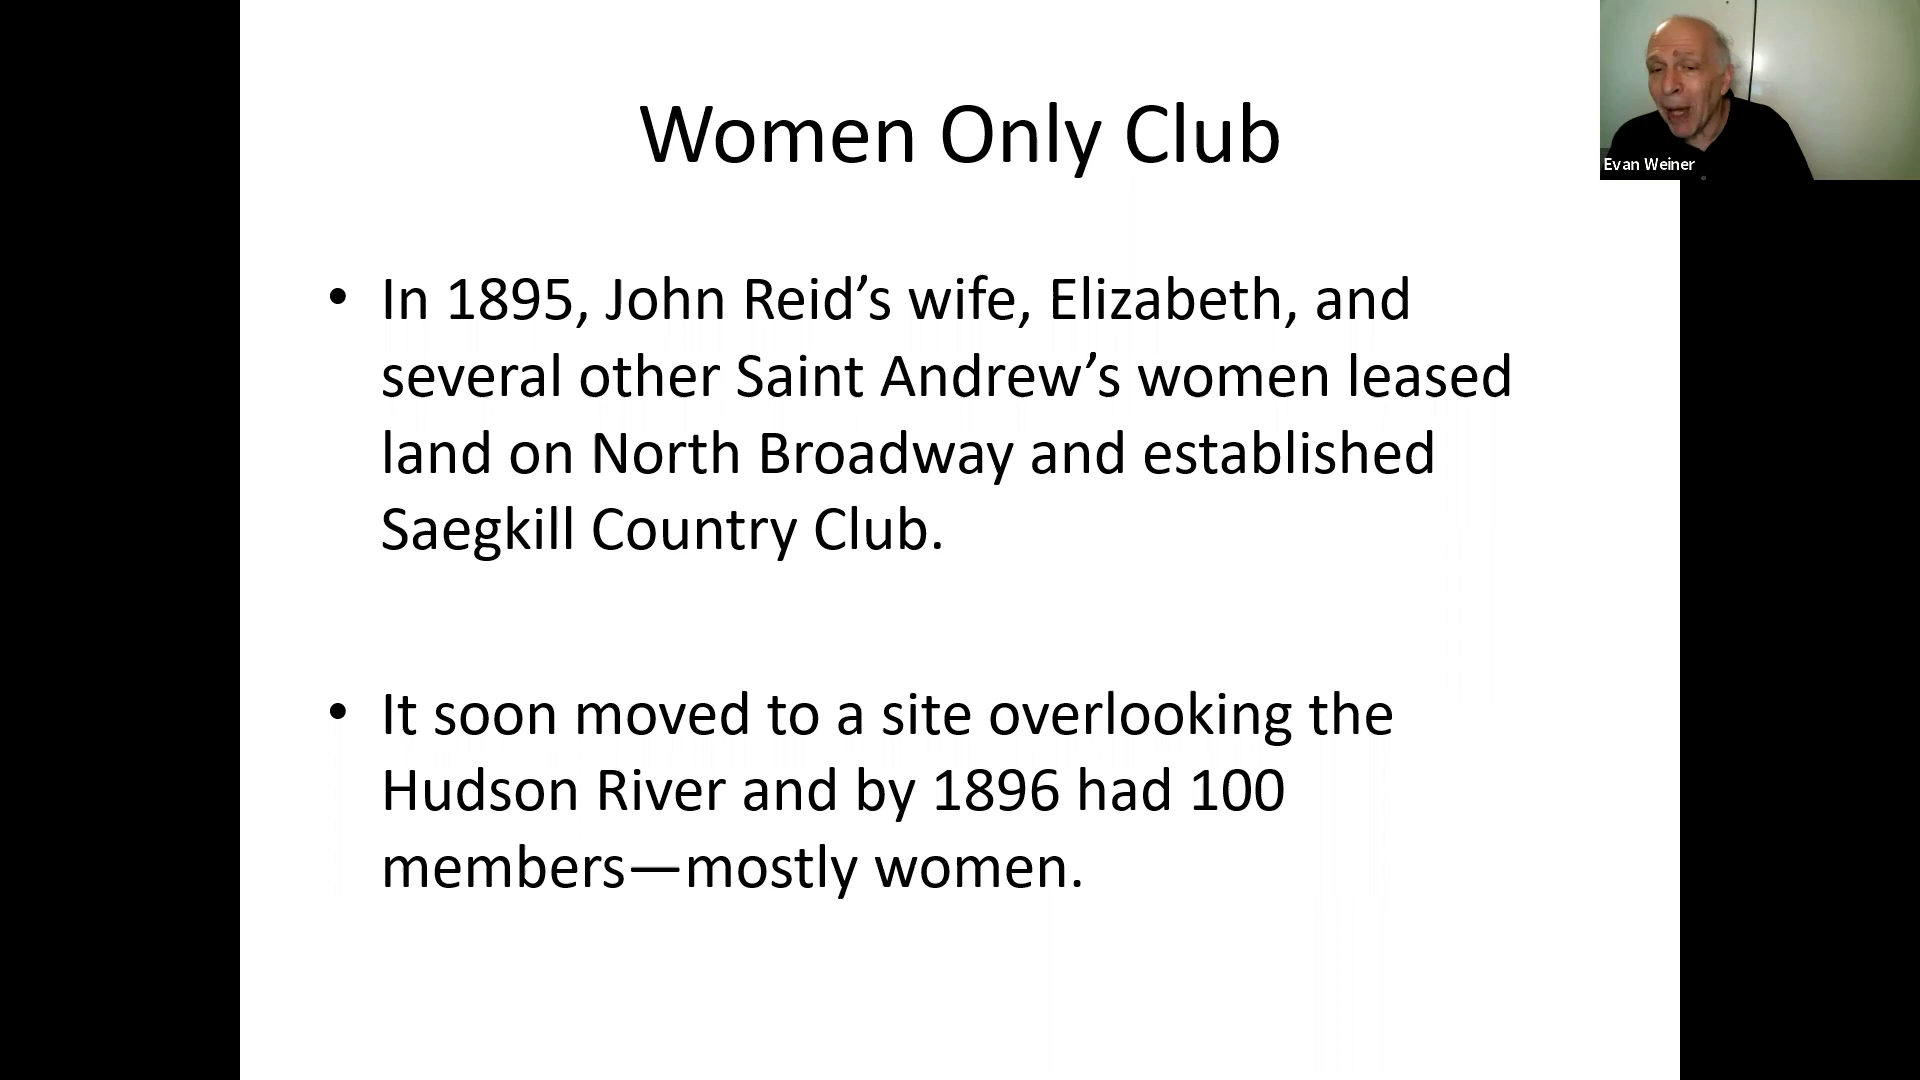 Women Only Club
Evan Weiner
• In 1895, John Reid’s wife, Elizabeth, and
several other Saint Andrew’s women leased
land on North Broadway and established
Saegkill Country Club.
• It soon moved to a site overlooking the
Hudson River and by 1896 had 100
members—mostly women.